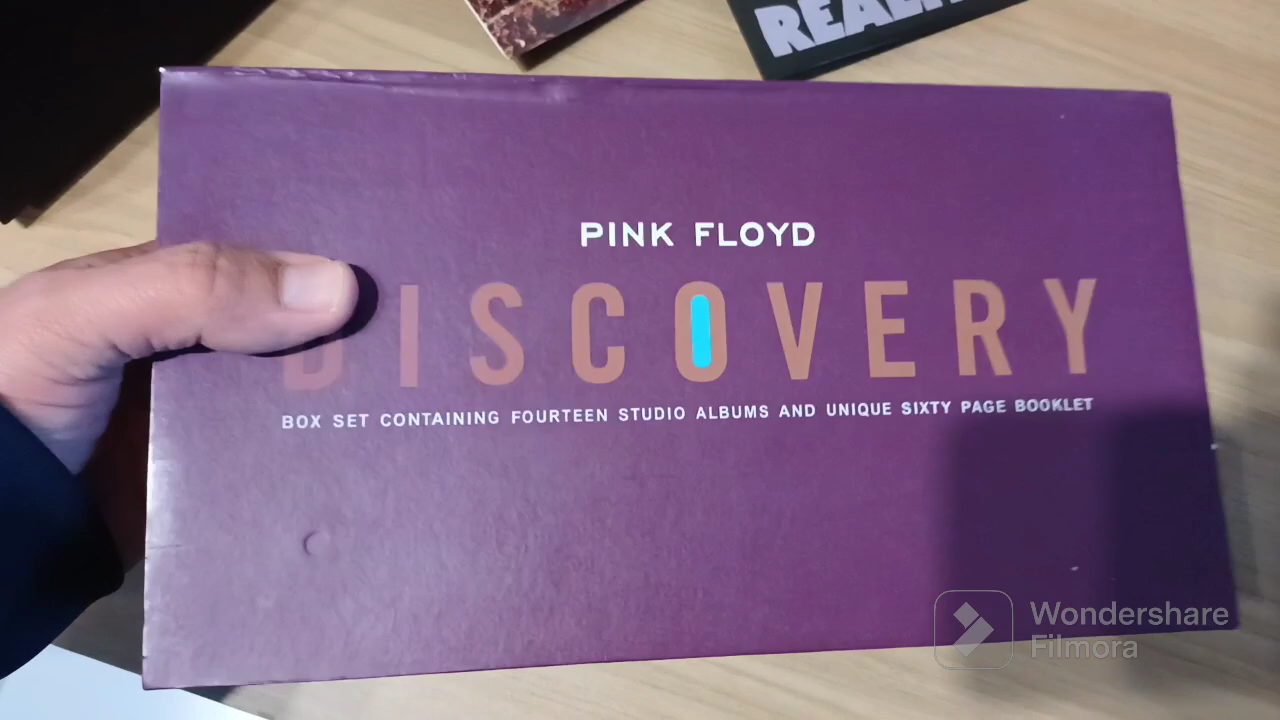 PINK FLOYD
DISCOVERY
BOX SET CONTAINING FOURTEEN STUDIO ALBUMS AND UNIQUE SIXTY PAGE BOOKLET
Wondershare
Filmora